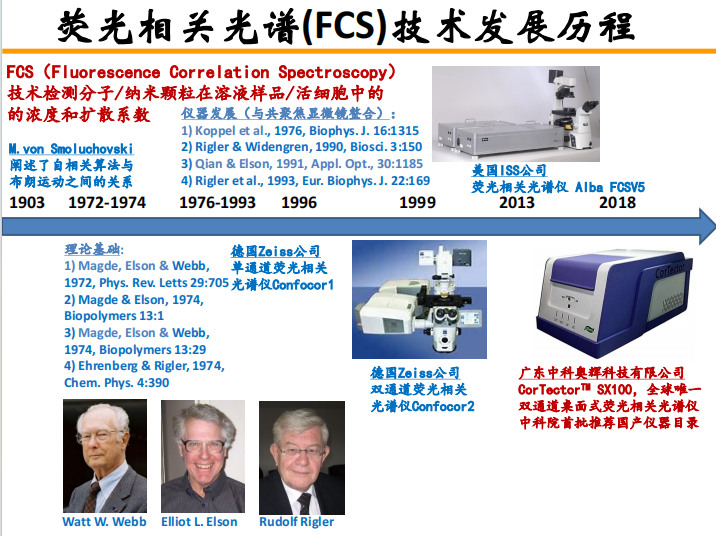 荧光相关光谱(FCS)技术发展历程
FCS（Fluorescence Correlation Spectroscopy）
技术检测分子/纳米颗粒在溶液样品/活细胞中的
的浓度和扩散系数
仪器发展（与共聚焦显微镜整合）：
1) Koppel et al., 1976, Biophys. J. 16:1315
2) Rigler & Widengren, 1990, Biosci. 3:150
3) Qian & Elson, 1991, Appl. Opt., 30:1185
4) Rigler et al., 1993, Eur. Biophys. J. 22:169
M.von Smoluchovski
阐述了自相关算法与
布朗运动之间的关系
美国ISS公司
荧光相关光谱仪 Alba FCSV5
1903 1972-1974 1976-1993 1996 1999 2013 2018
理论基础:
1) Magde, Elson & Webb,
1972, Phys. Rev. Letts 29:705
2) Magde & Elson, 1974,
Biopolymers 13:1
3) Magde, Elson & Webb,
1974, Biopolymers 13:29
4) Ehrenberg & Rigler, 1974,
Chem. Phys. 4:390
德国Zeiss公司
单通道荧光相关
光谱仪Confocor1
德国Zeiss公司
双通道荧光相关
光谱仪Confocor2
CorTector
广东中科奥辉科技有限公司
CorTector™ SX100, 全球唯一
双通道桌面式荧光相关光谱仪
中科院首批推荐国产仪器目录
Watt W. Webb Elliot L. Elson Rudolf Rigler